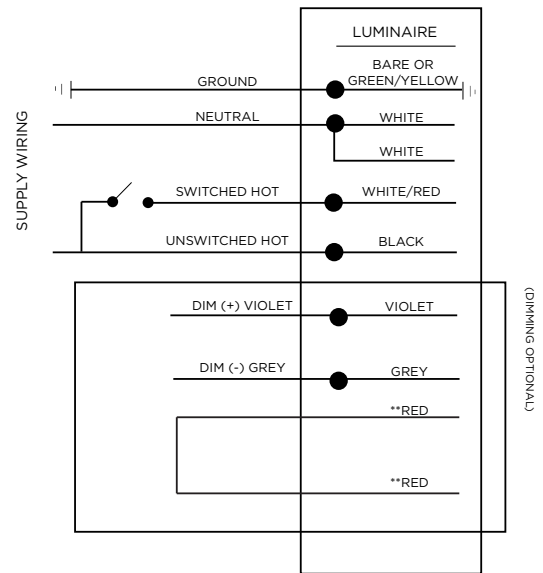 LUMINAIRE
BARE OR
GROUND
GREEN/YELLOW
NEUTRAL
WHITE
WHITE
SUPPLY WIRING
SWITCHED HOT
WHITE/RED
UNSWITCHED HOT
BLACK
DIM (+) VIOLET
VIOLET
(DIMMING OPTIONAL)
DIM (-) GREY
GREY
**RED
**RED